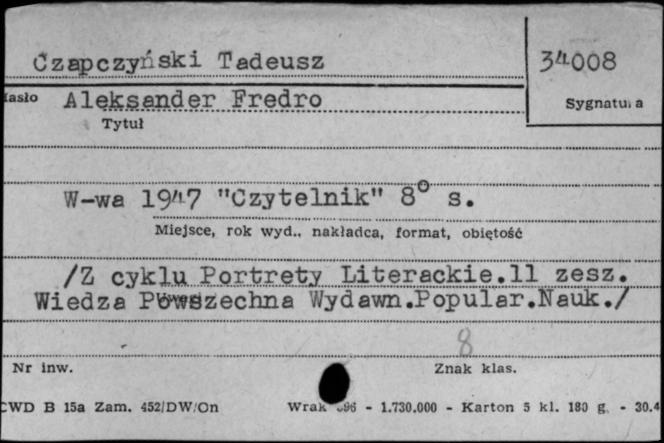 Czapczyński Tadeusz
34008
Hasło Aleksander Fredro
Sygnatura
Tytuł
W-wa 1947 "Czytelnik" 8° s.
Miejsce, rok wyd., nakładca, format, objętość
/Z cyklu Portrety Literackie.11 zesz.
Wiedza Powszechna Wydawn.Popular.Nauk./
8
Nr inw.
Znak klas.
CWD B 15a Zam. 452/DW/On
- 1.730.000 - Karton 5 kl. 180 g. - 30.4